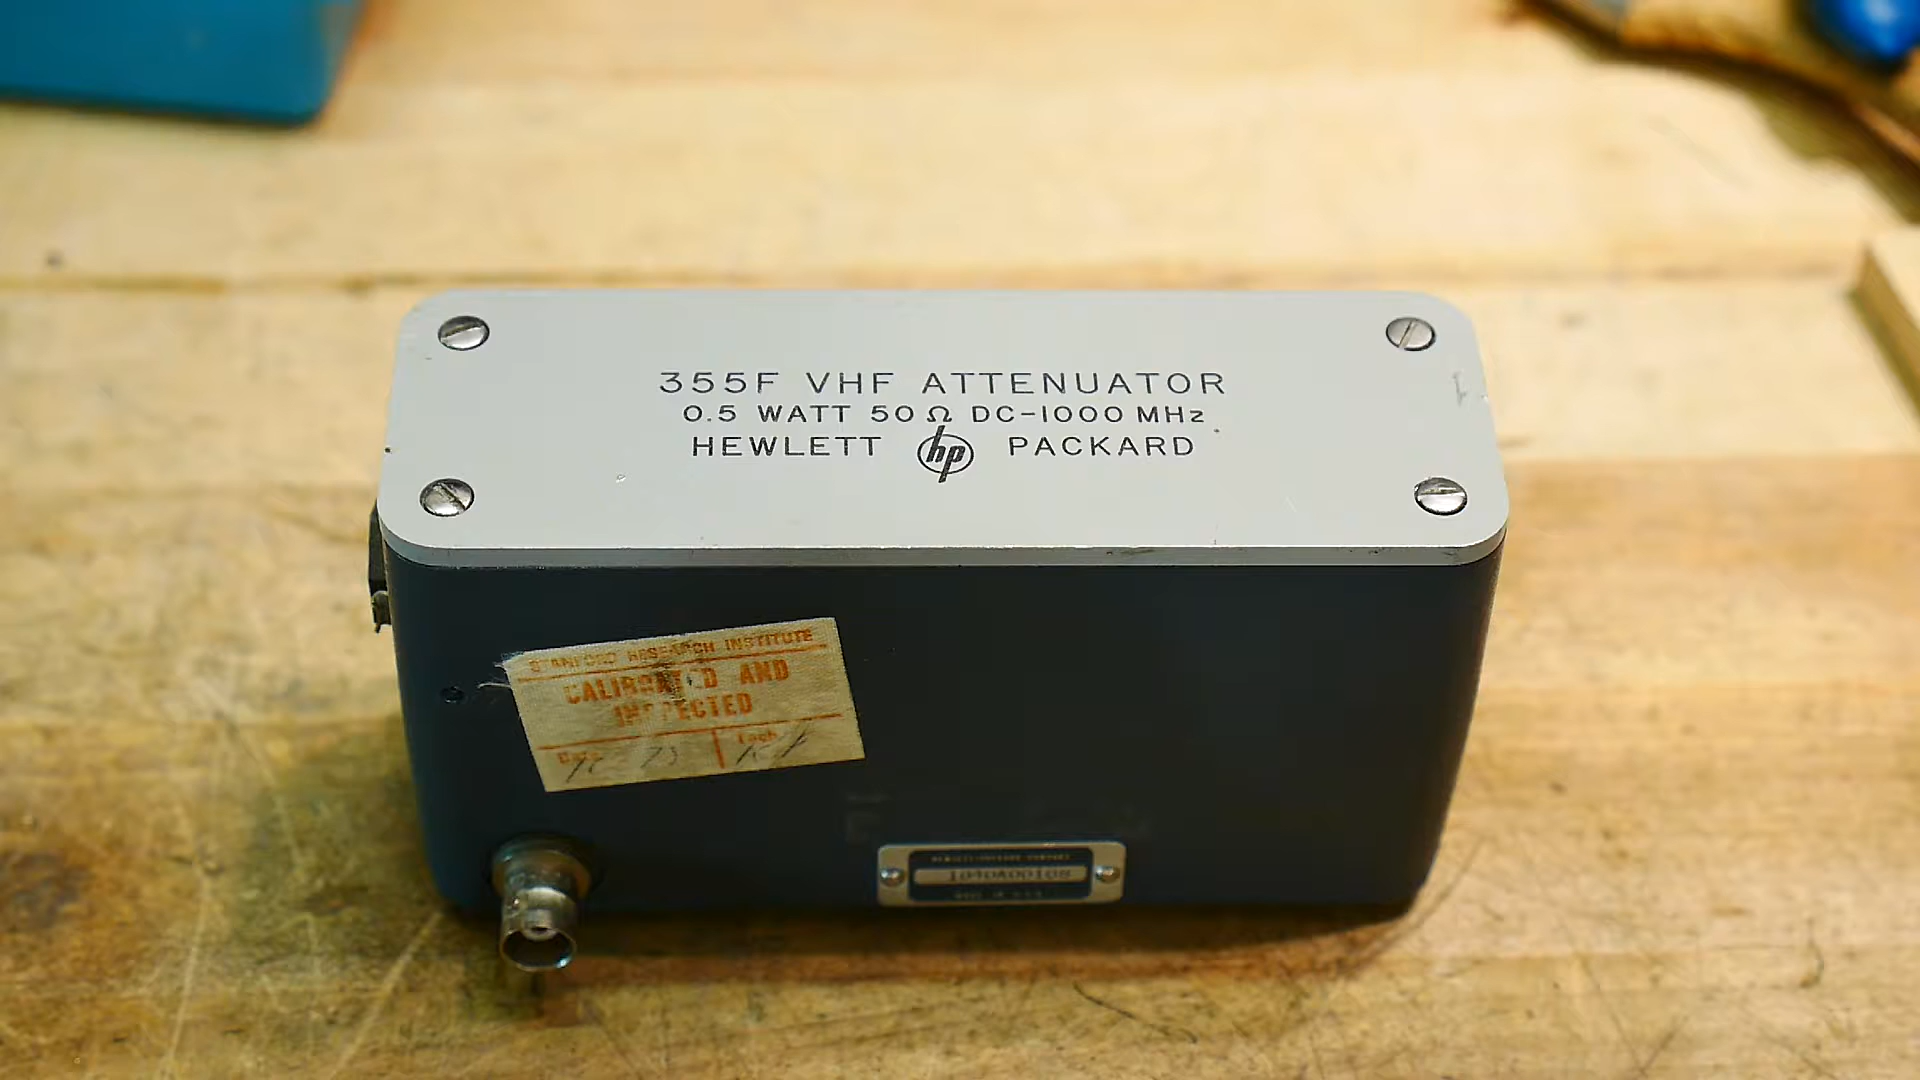 355F VHF ATTENUATOR
0.5 WATT 50 Ω DC-1000 MHz
HEWLETT hp PACKARD
STANFORD RESEARCH INSTITUTE
CALIBRATED AND
INSPECTED
Date